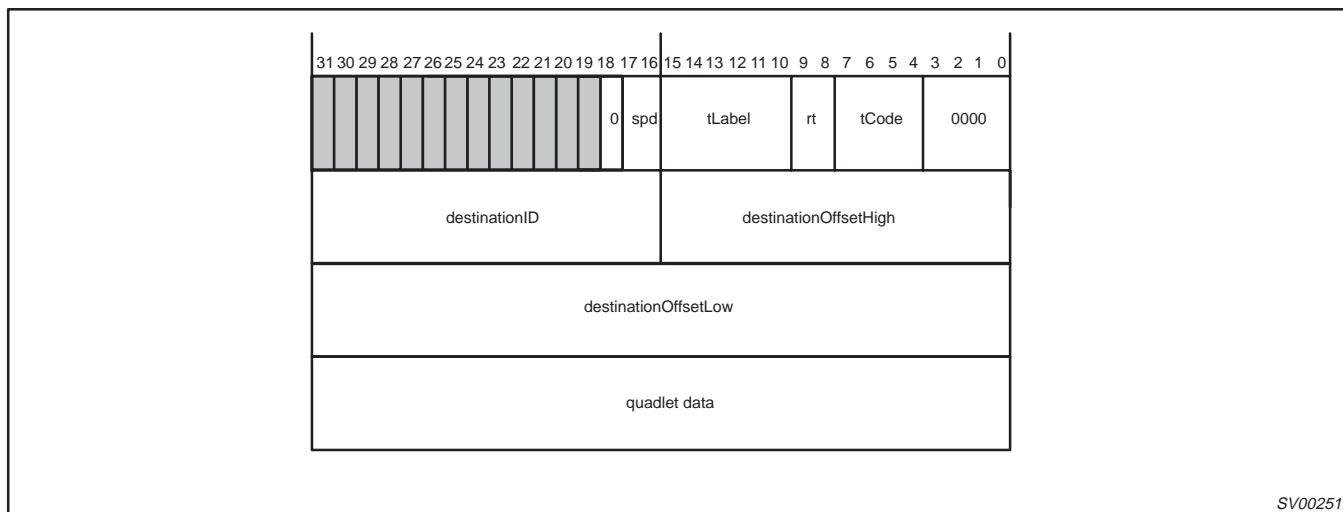 31 30 29 28 27 26 25 24 23 22 21 20 19 18 17 16 15 14 13 12 11 10 9 8 7 6 5 4 3 2 1 0
0 spd tLabel rt tCode 0000
destinationID destinationOffsetHigh
destinationOffsetLow
quadlet data
SV00251